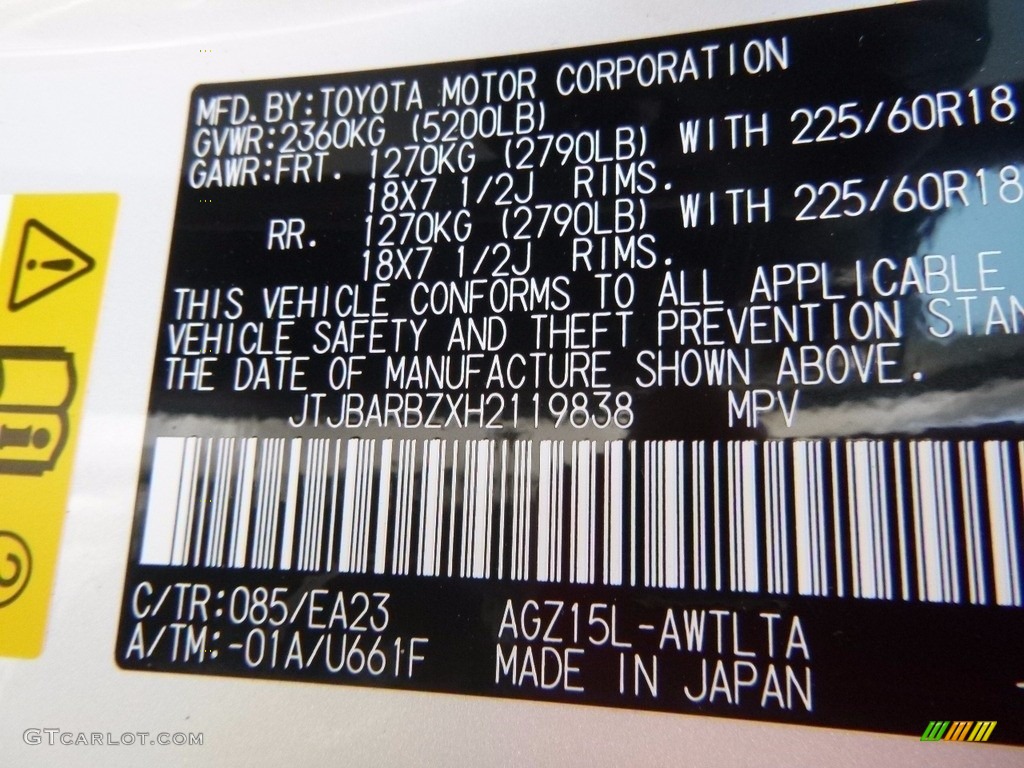 MFD.BY:TOYOTA MOTOR CORPORATION
GVWR:2360KG (5200LB)
GAWR:FRT. 1270KG (2790LB) WITH 225/60R18
18X7 1/2J RIMS.
RR. 1270KG (2790LB) WITH 225/60R18
18X7 1/2J RIMS.
THIS VEHICLE CONFORMS TO ALL APPLICABLE
VEHICLE SAFETY AND THEFT PREVENTION STAN
THE DATE OF MANUFACTURE SHOWN ABOVE.
JTJBARBZXH2119838 MPV
C/TR:085/EA23 AGZ15L-AWTLTA
A/TM:-01A/U661F MADE IN JAPAN
GTcarlot.com